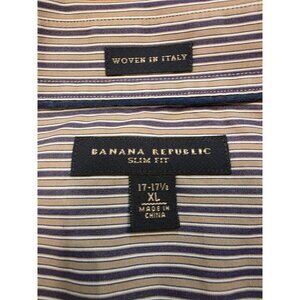 WOVEN IN ITALY
BANANA REPUBLIC
SLIM FIT
17-17½
XL
MADE IN
CHINA